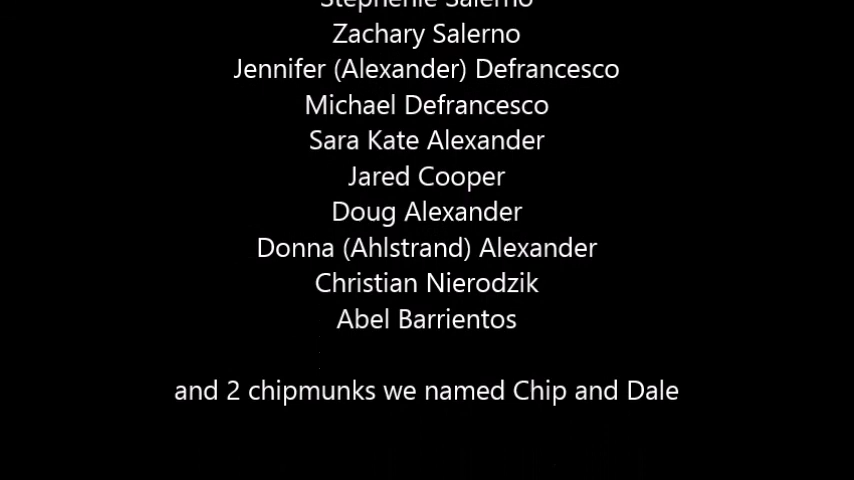 Stephenie Salerno
Zachary Salerno
Jennifer (Alexander) Defrancesco
Michael Defrancesco
Sara Kate Alexander
Jared Cooper
Doug Alexander
Donna (Ahlstrand) Alexander
Christian Nierodzik
Abel Barrientos
and 2 chipmunks we named Chip and Dale